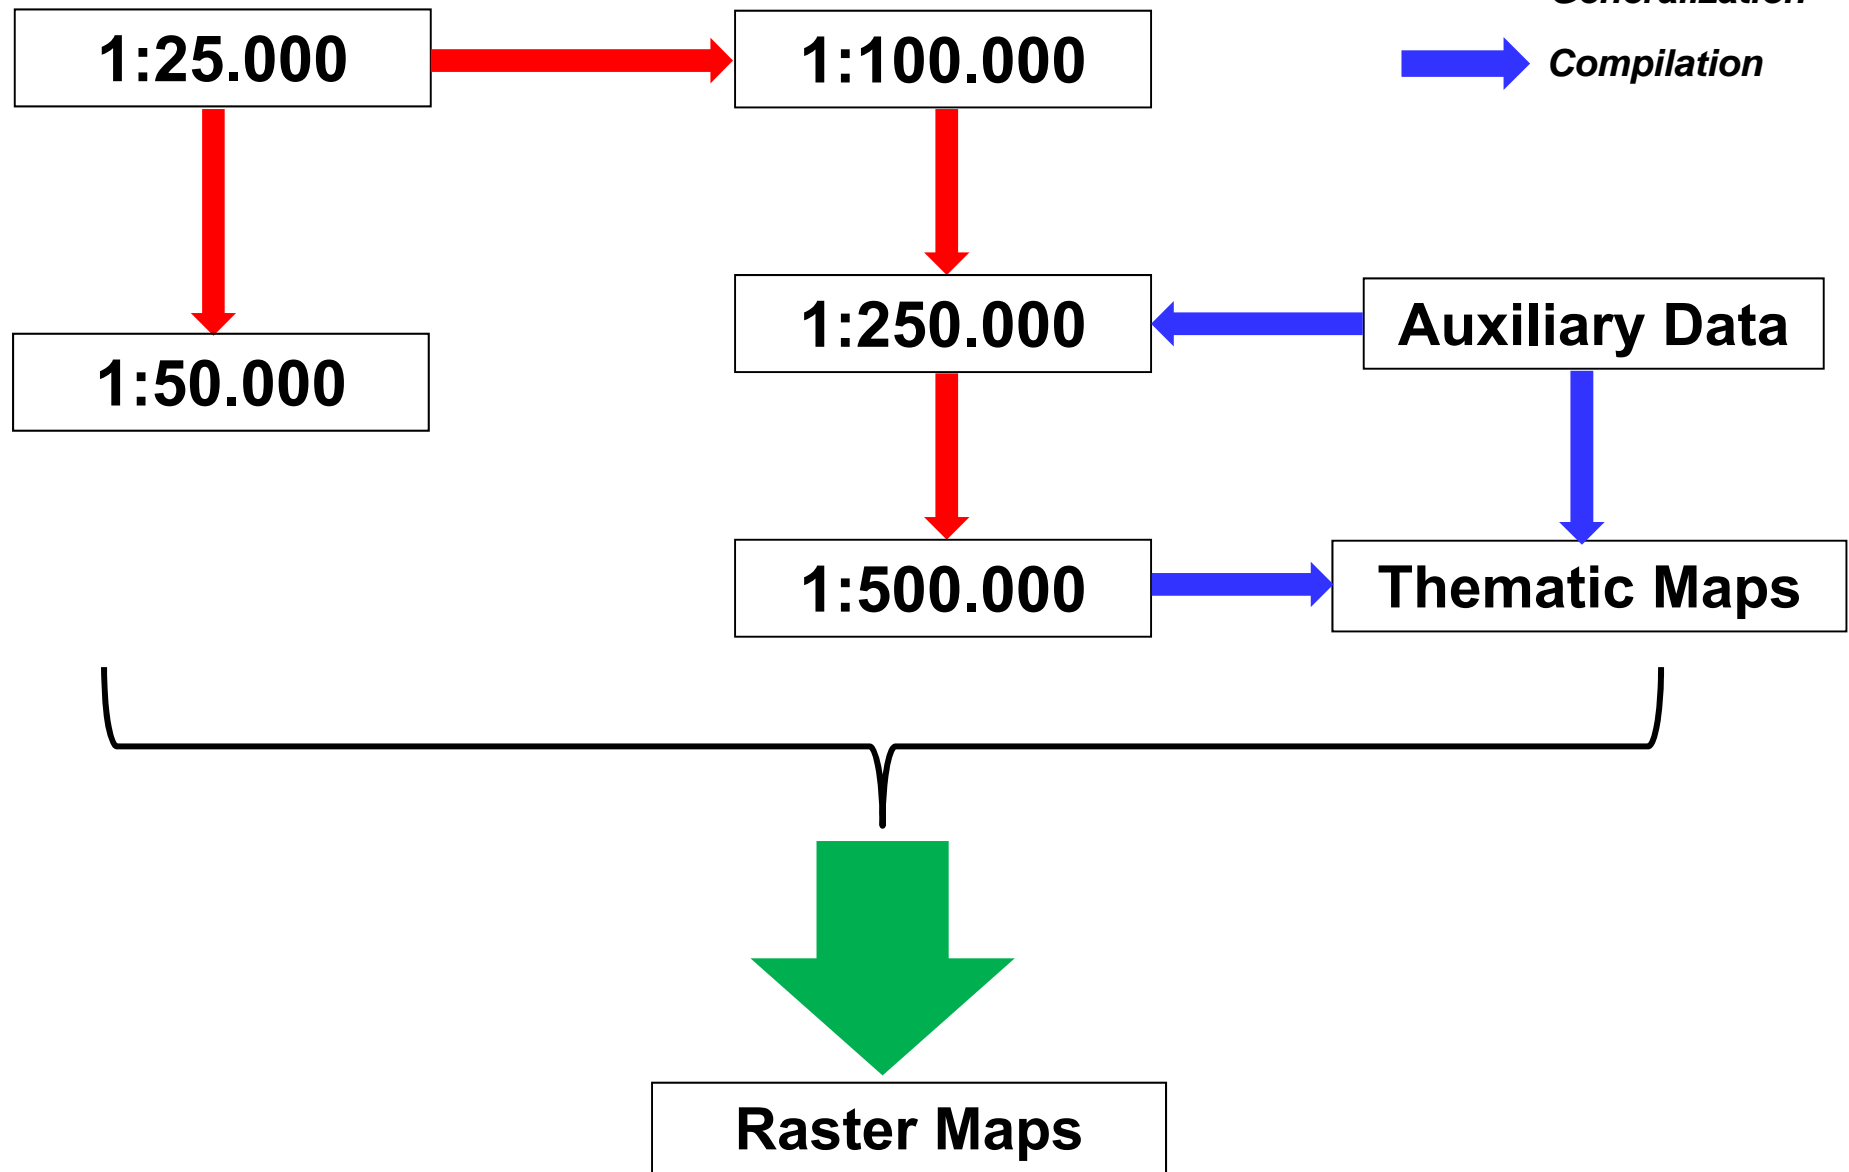 Generalization
1:25.000
1:100.000
Compilation
1:250.000
Auxiliary Data
1:50.000
1:500.000
Thematic Maps
Raster Maps